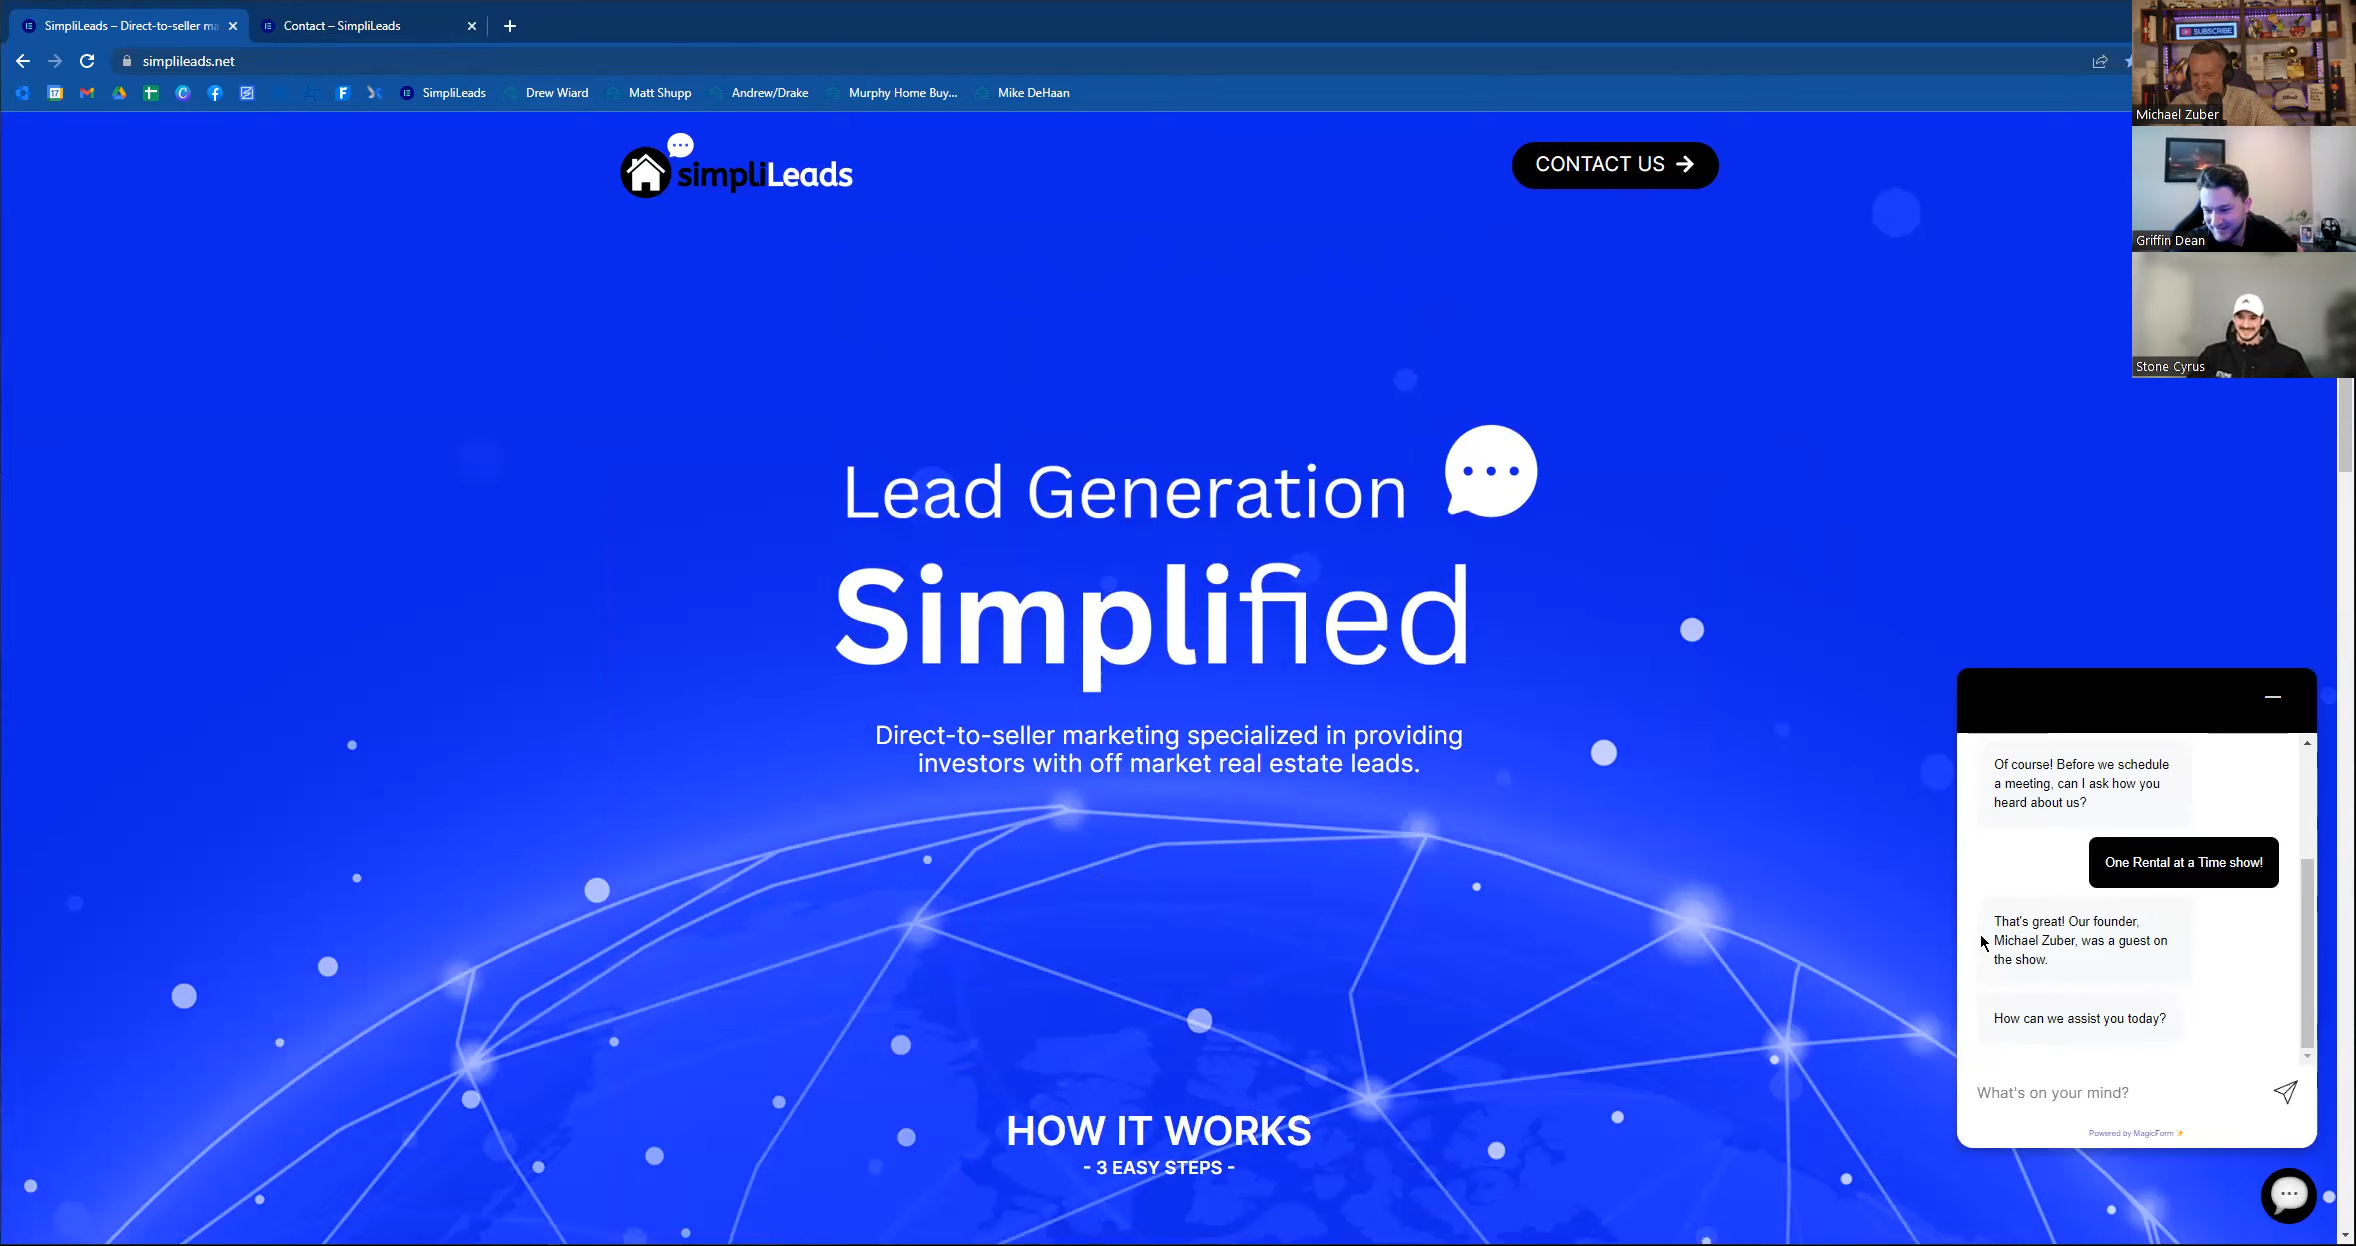 SimpliLeads – Direct-to-seller ma
Contact – SimpliLeads
simplileads.net
SimpliLeads
Drew Wiard
Matt Shupp
Andrew/Drake
Murphy Home Buy...
Mike DeHaan
SUBSCRIBE
Michael Zuber
Griffin Dean
Stone Cyrus
simpliLeads
CONTACT US
Lead Generation
Simplified
Direct-to-seller marketing specialized in providing
investors with off market real estate leads.
HOW IT WORKS
- 3 EASY STEPS -
Of course! Before we schedule
a meeting, can I ask how you
heard about us?
One Rental at a Time show!
That's great! Our founder,
Michael Zuber, was a guest on
the show.
How can we assist you today?
What's on your mind?
Powered by MagicForm